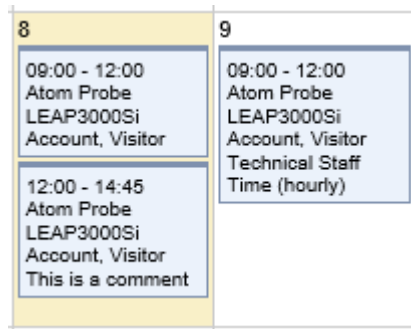 8
09:00 - 12:00
Atom Probe
LEAP3000Si
Account, Visitor
12:00 - 14:45
Atom Probe
LEAP3000Si
Account, Visitor
This is a comment
9
09:00 - 12:00
Atom Probe
LEAP3000Si
Account, Visitor
Technical Staff
Time (hourly)